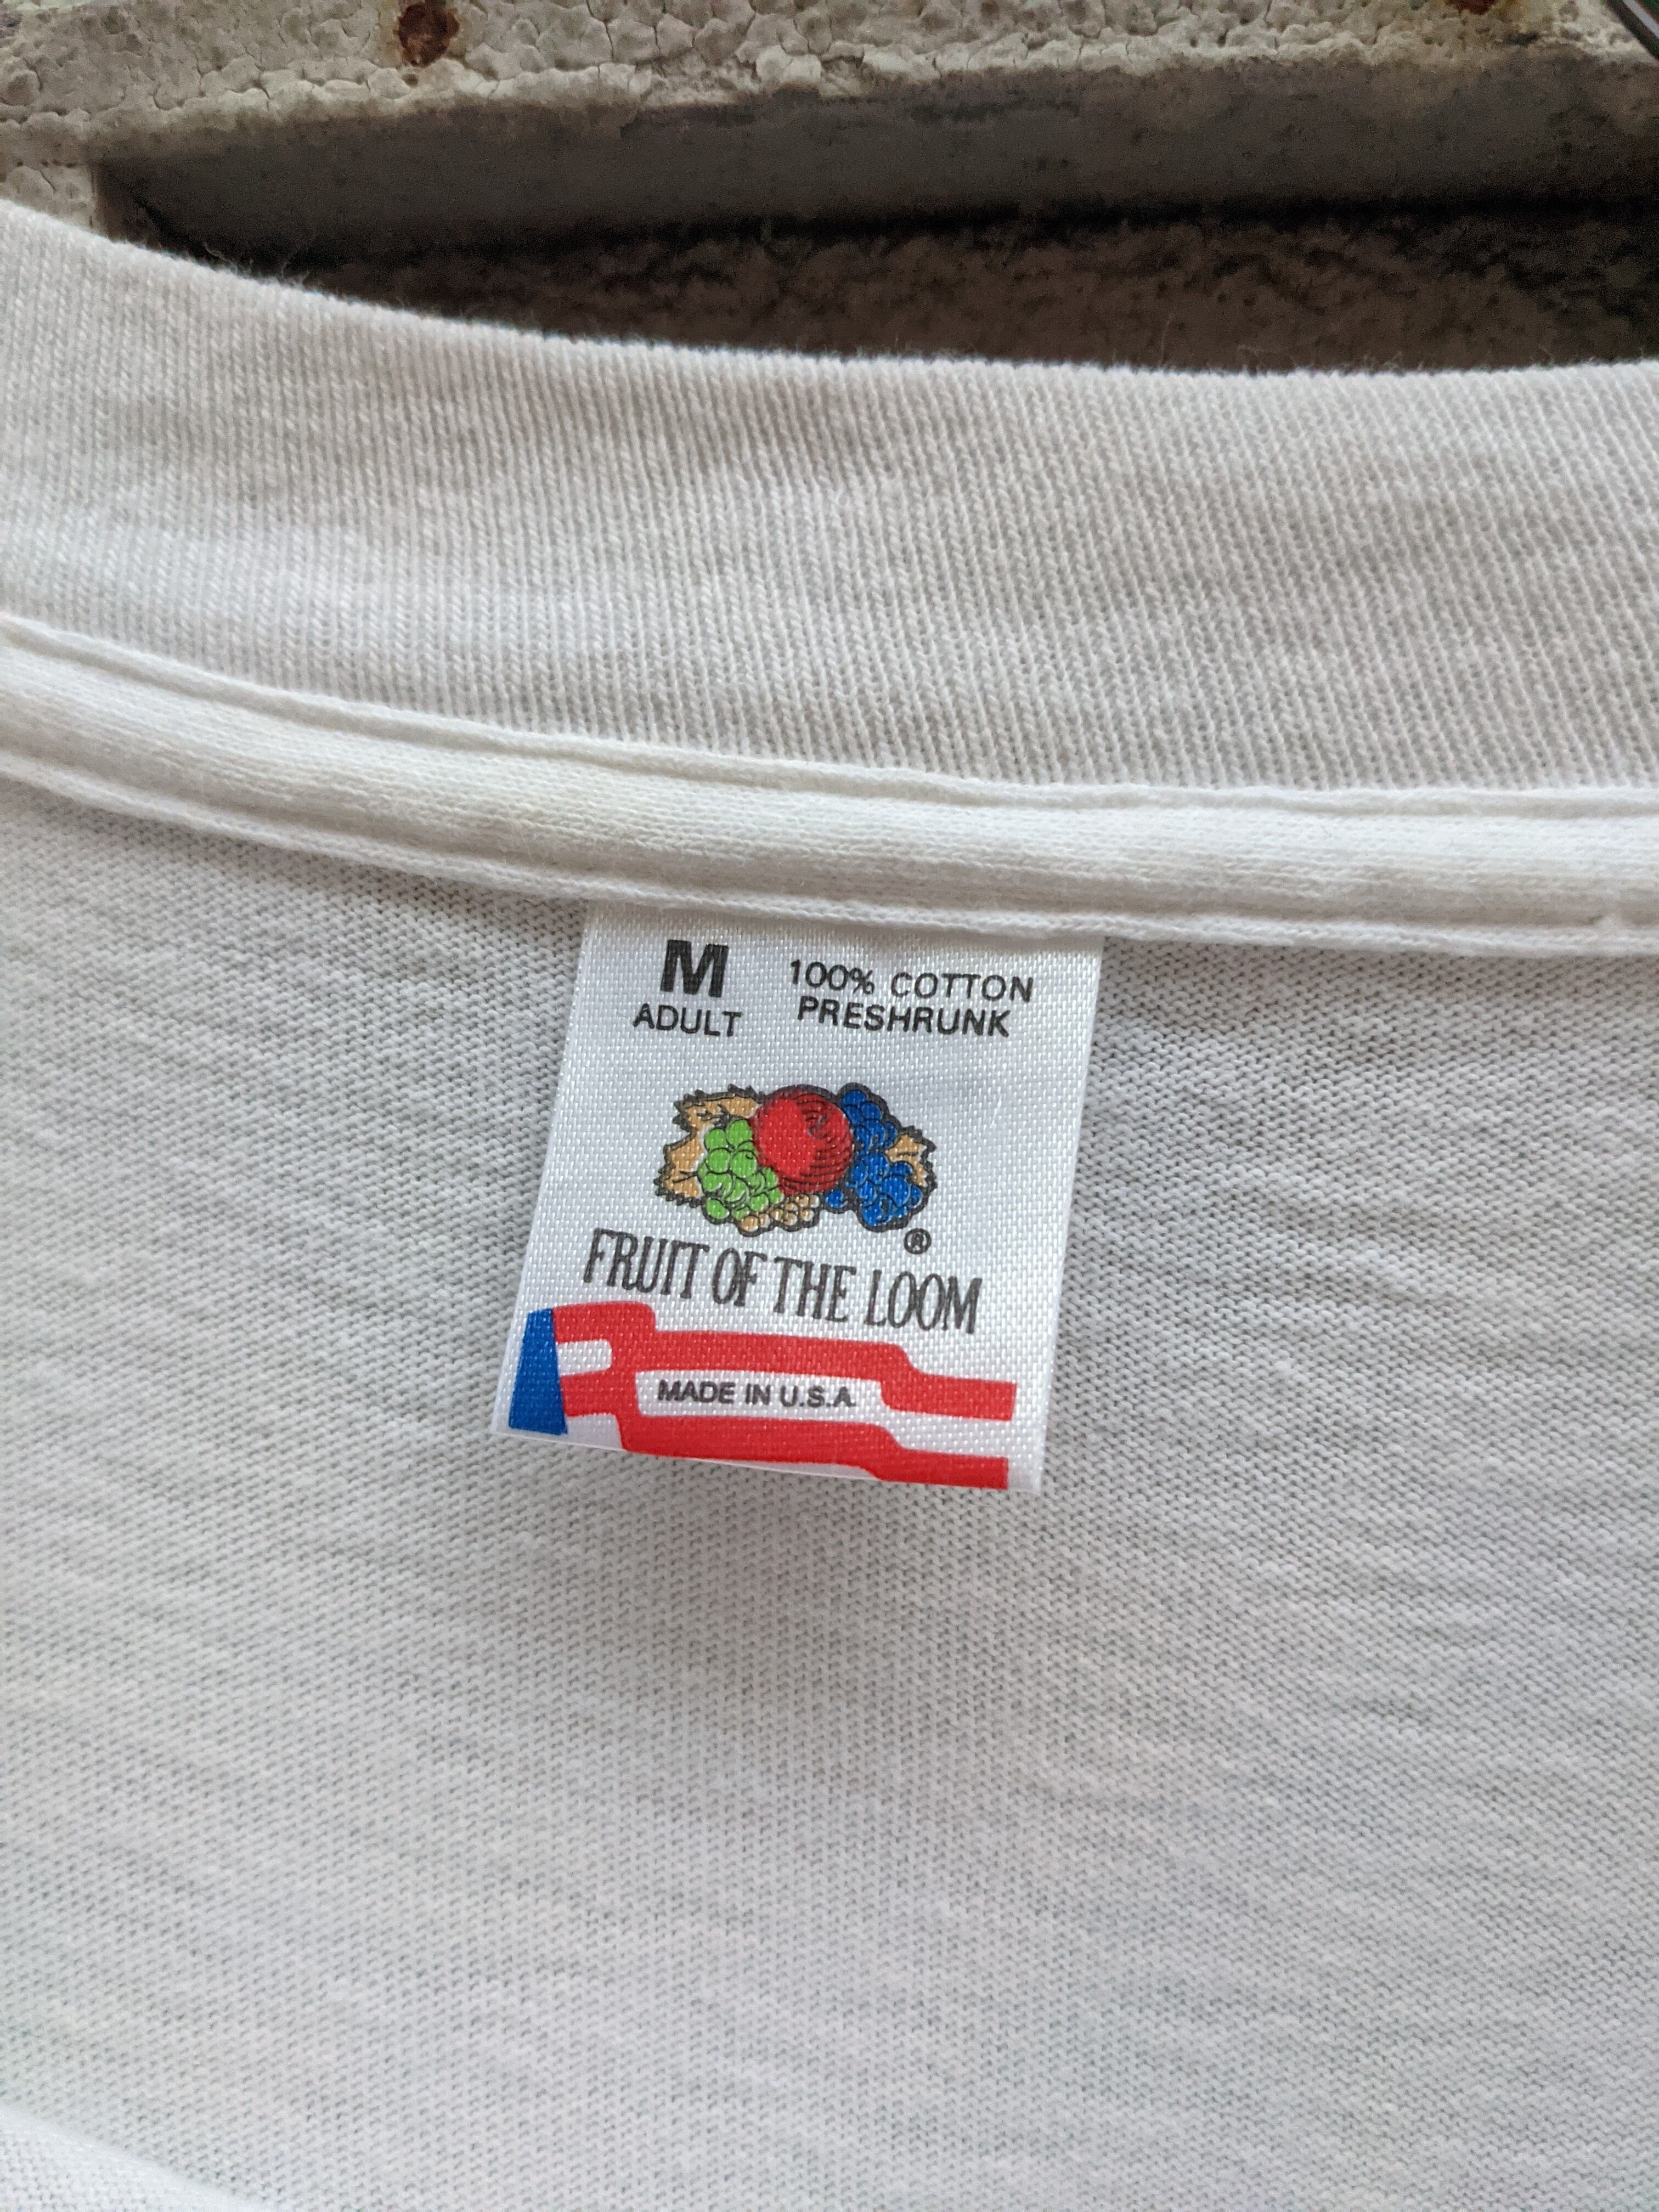 M
ADULT
100% COTTON
PRESHRUNK
®
FRUIT OF THE LOOM
MADE IN U.S.A.